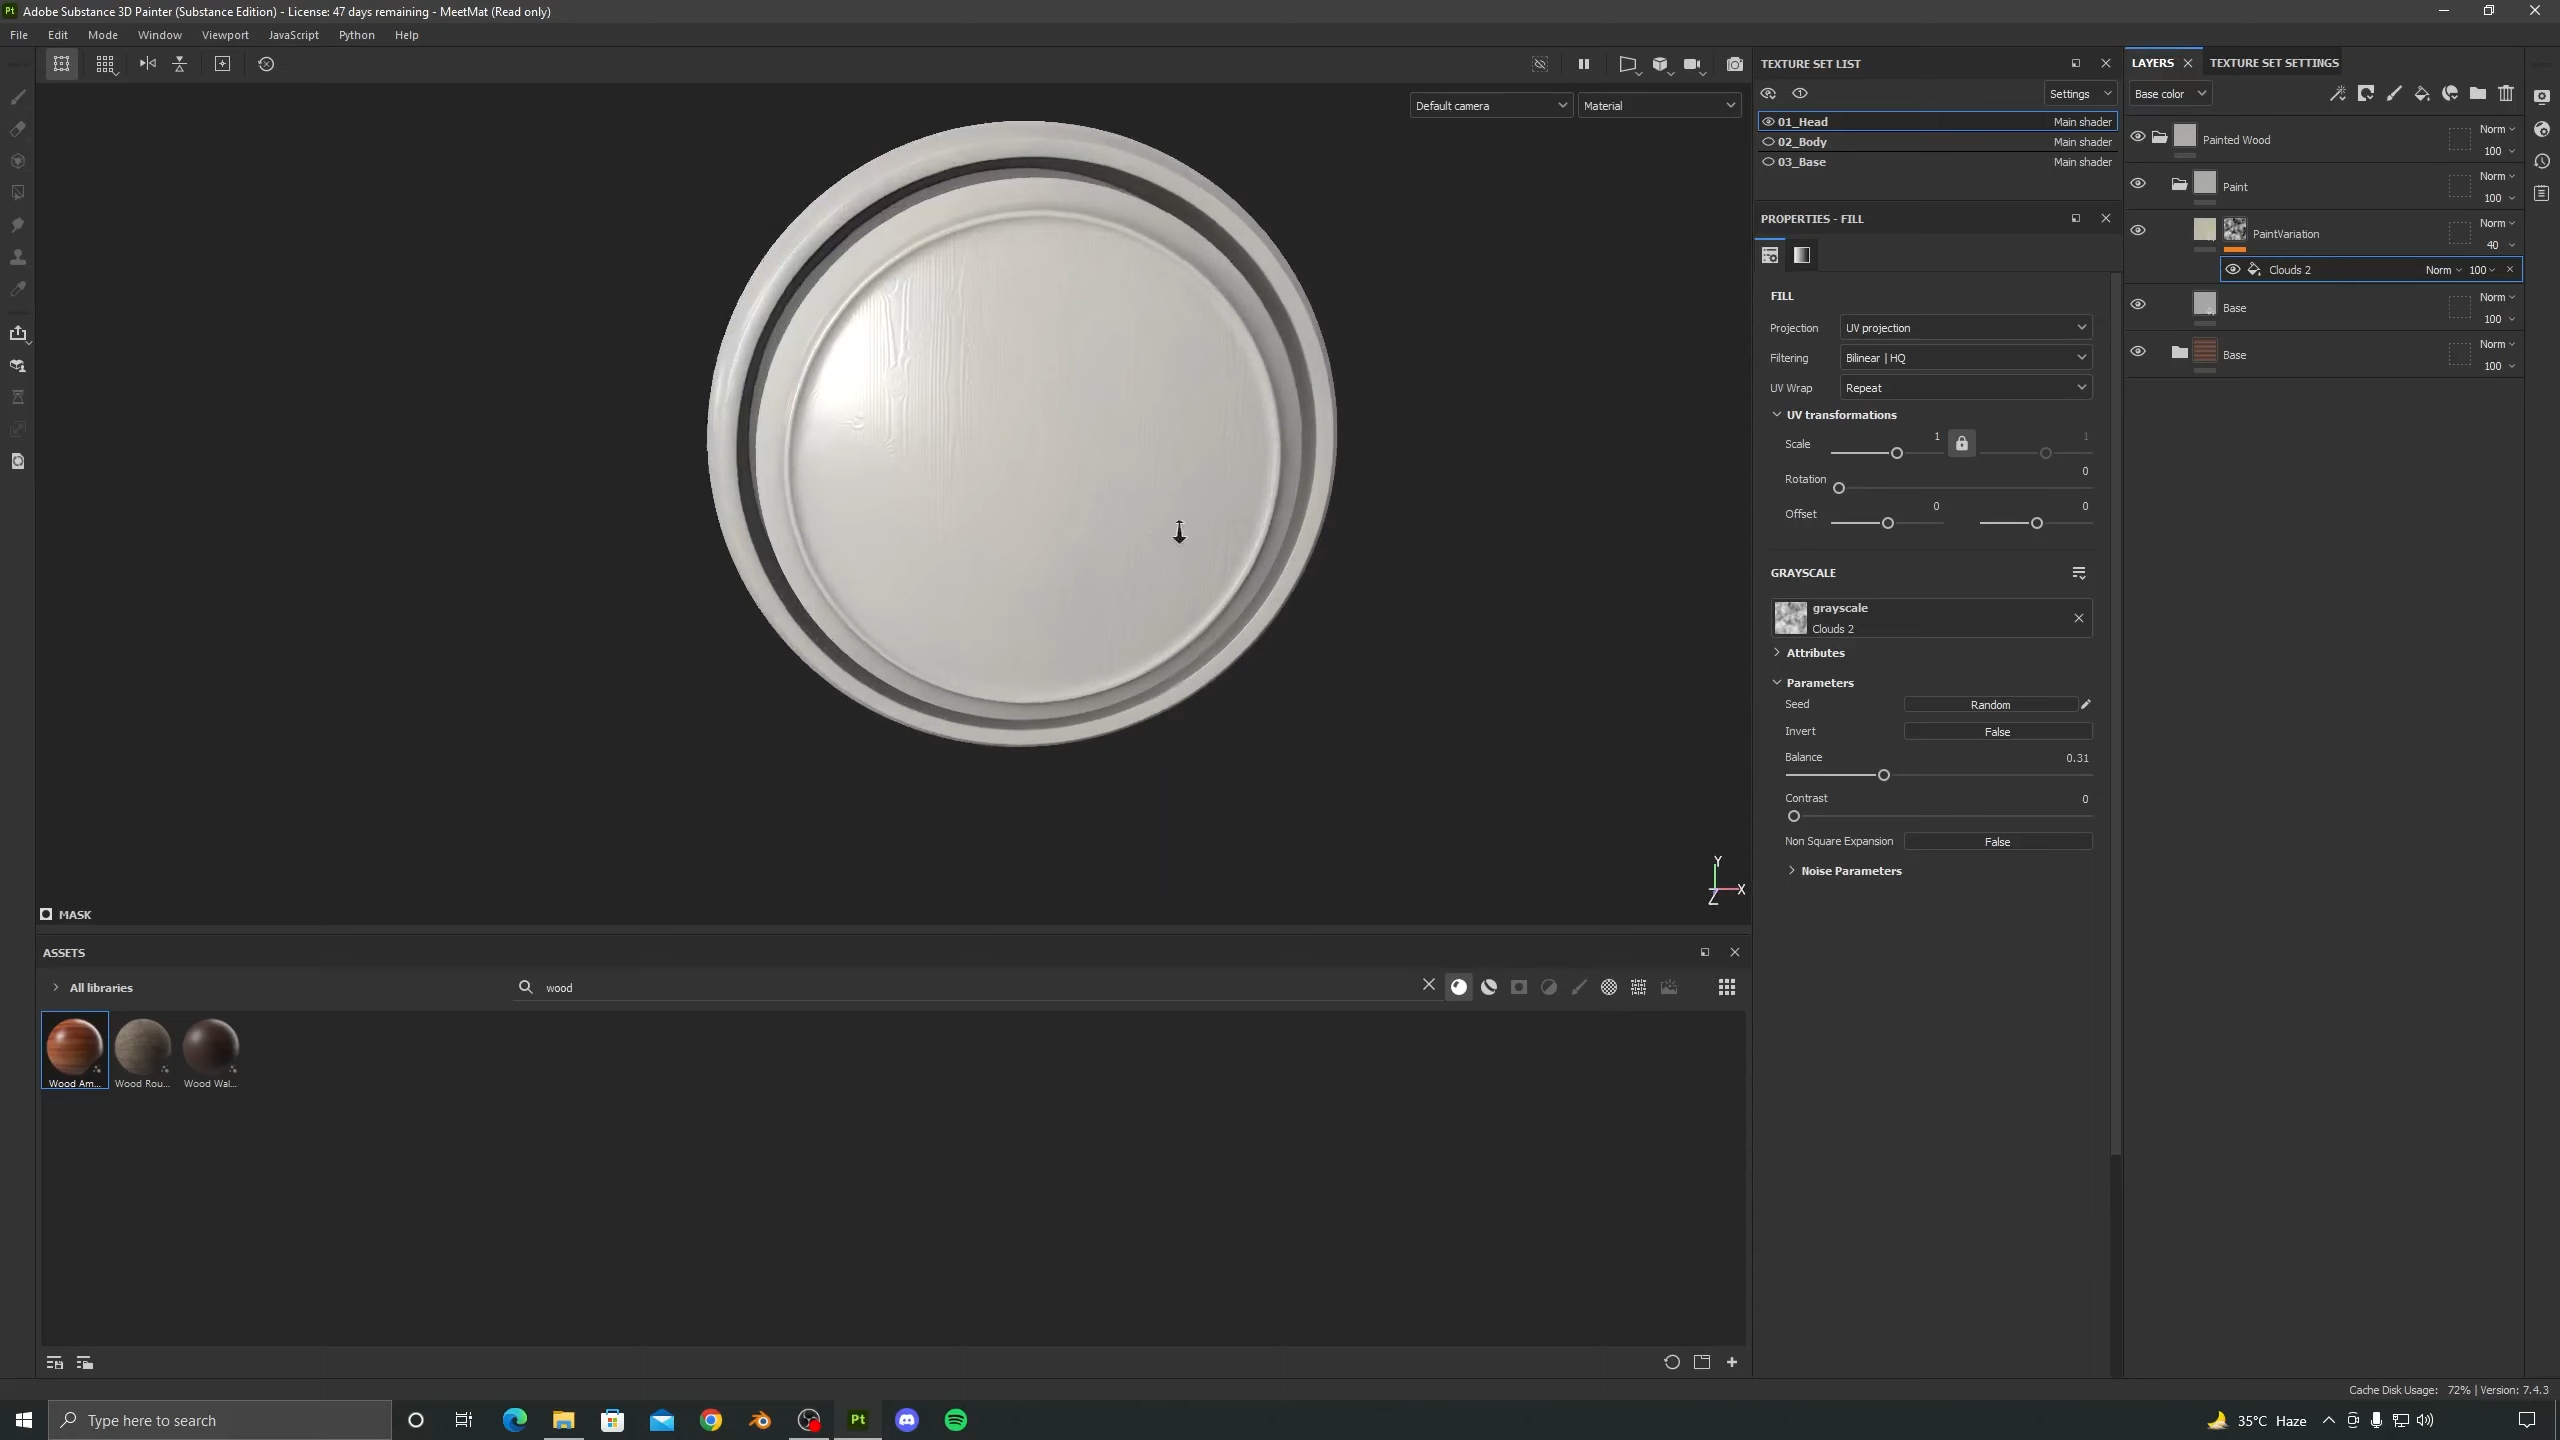 Pt Adobe Substance 3D Painter (Substance Edition) - License: 47 days remaining - MeetMat (Read only)
File Edit Mode Window Viewport JavaScript Python Help
Default camera Material
MASK
Y
X
Z
ASSETS
All libraries wood
Wood Am... Wood Rou... Wood Wal...
TEXTURE SET LIST
Settings
01_Head Main shader
02_Body Main shader
03_Base Main shader
PROPERTIES - FILL
FILL
Projection UV projection
Filtering Bilinear | HQ
UV Wrap Repeat
UV transformations
Scale 1 1
Rotation 0
Offset 0 0
GRAYSCALE
grayscale
Clouds 2
Attributes
Parameters
Seed Random
Invert False
Balance 0.31
Contrast 0
Non Square Expansion False
Noise Parameters
LAYERS TEXTURE SET SETTINGS
Base color
Painted Wood Norm 100
Paint Norm 100
PaintVariation Norm 40
Clouds 2 Norm 100
Base Norm 100
Base Norm 100
Cache Disk Usage: 72% | Version: 7.4.3
Type here to search
Pt
35°C Haze